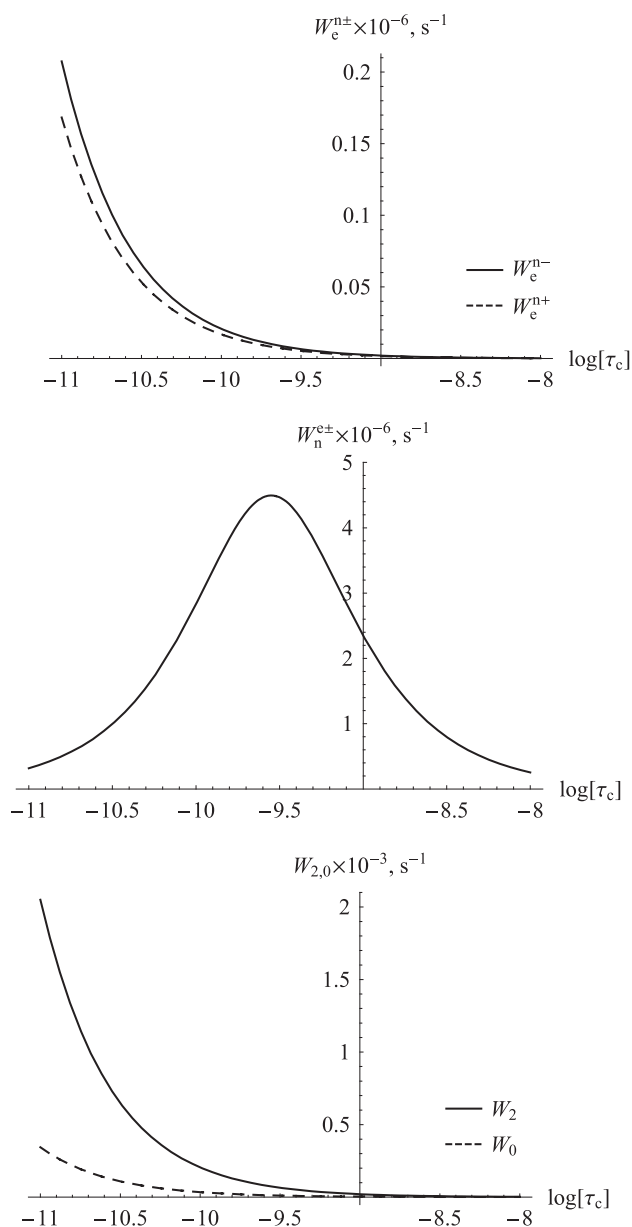 W_e^{n±}×10^{−6}, s^{−1}
0.2
0.15
0.1
0.05
W_e^{n−}
W_e^{n+}
−11 −10.5 −10 −9.5 −8.5 −8 log[τ_c]
W_n^{e±}×10^{−6}, s^{−1}
5
4
3
2
1
−11 −10.5 −10 −9.5 −8.5 −8 log[τ_c]
W_{2,0}×10^{−3}, s^{−1}
2
1.5
1
0.5
W_2
W_0
−11 −10.5 −10 −9.5 −8.5 −8 log[τ_c]